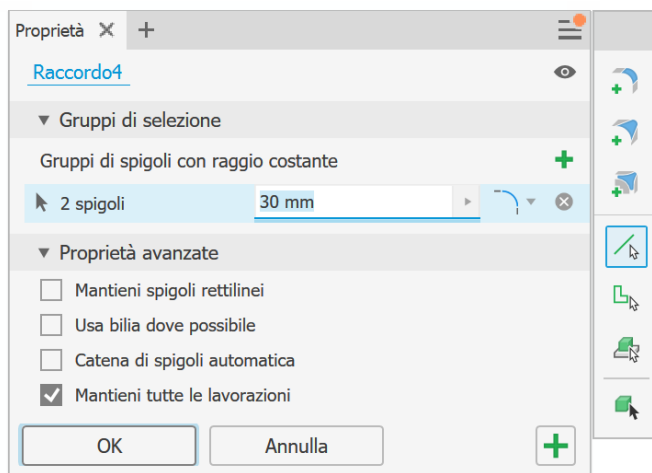 Proprietà
Raccordo4
Gruppi di selezione
Gruppi di spigoli con raggio costante
2 spigoli 30 mm
Proprietà avanzate
Mantieni spigoli rettilinei
Usa bilia dove possibile
Catena di spigoli automatica
Mantieni tutte le lavorazioni
OK Annulla